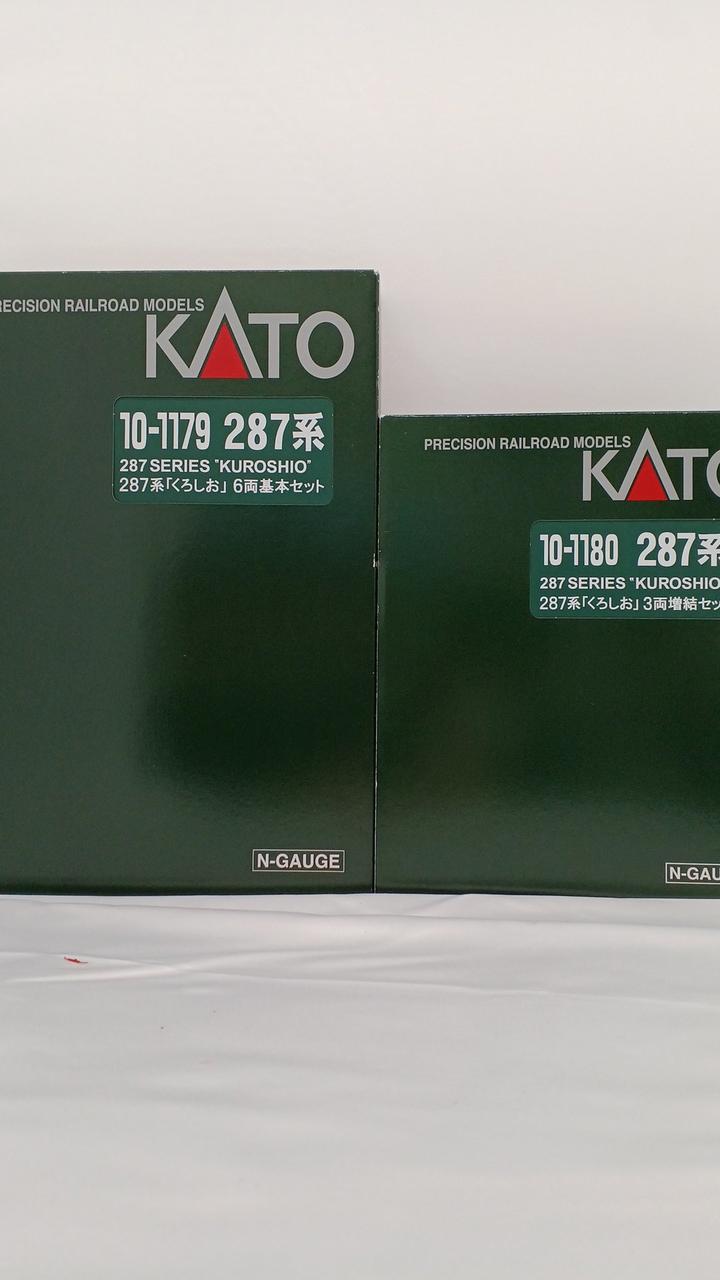 RECISION RAILROAD MODELS
KATO
10-1179 287系
287 SERIES "KUROSHIO"
287系「くろしお」 6両基本セット
N-GAUGE
PRECISION RAILROAD MODELS
KATO
10-1180 287系
287 SERIES "KUROSHIO
287系「くろしお」 3両増結セッ
N-GAU